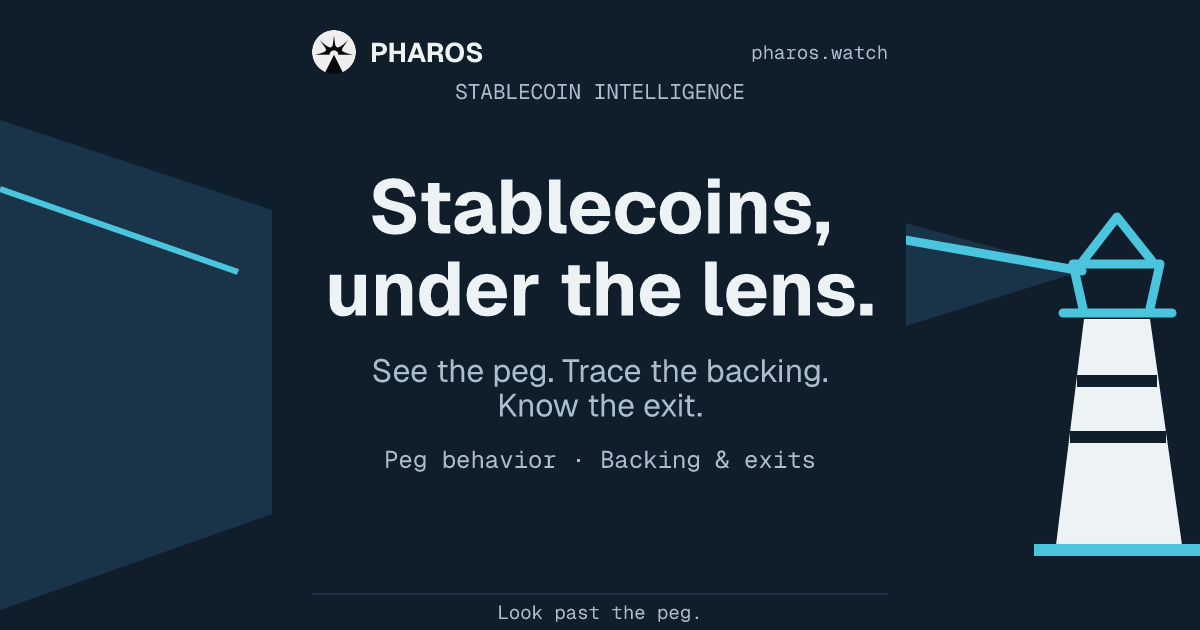 PHAROS
pharos.watch
STABLECOIN INTELLIGENCE
Stablecoins,
under the lens.
See the peg. Trace the backing.
Know the exit.
Peg behavior · Backing & exits
Look past the peg.